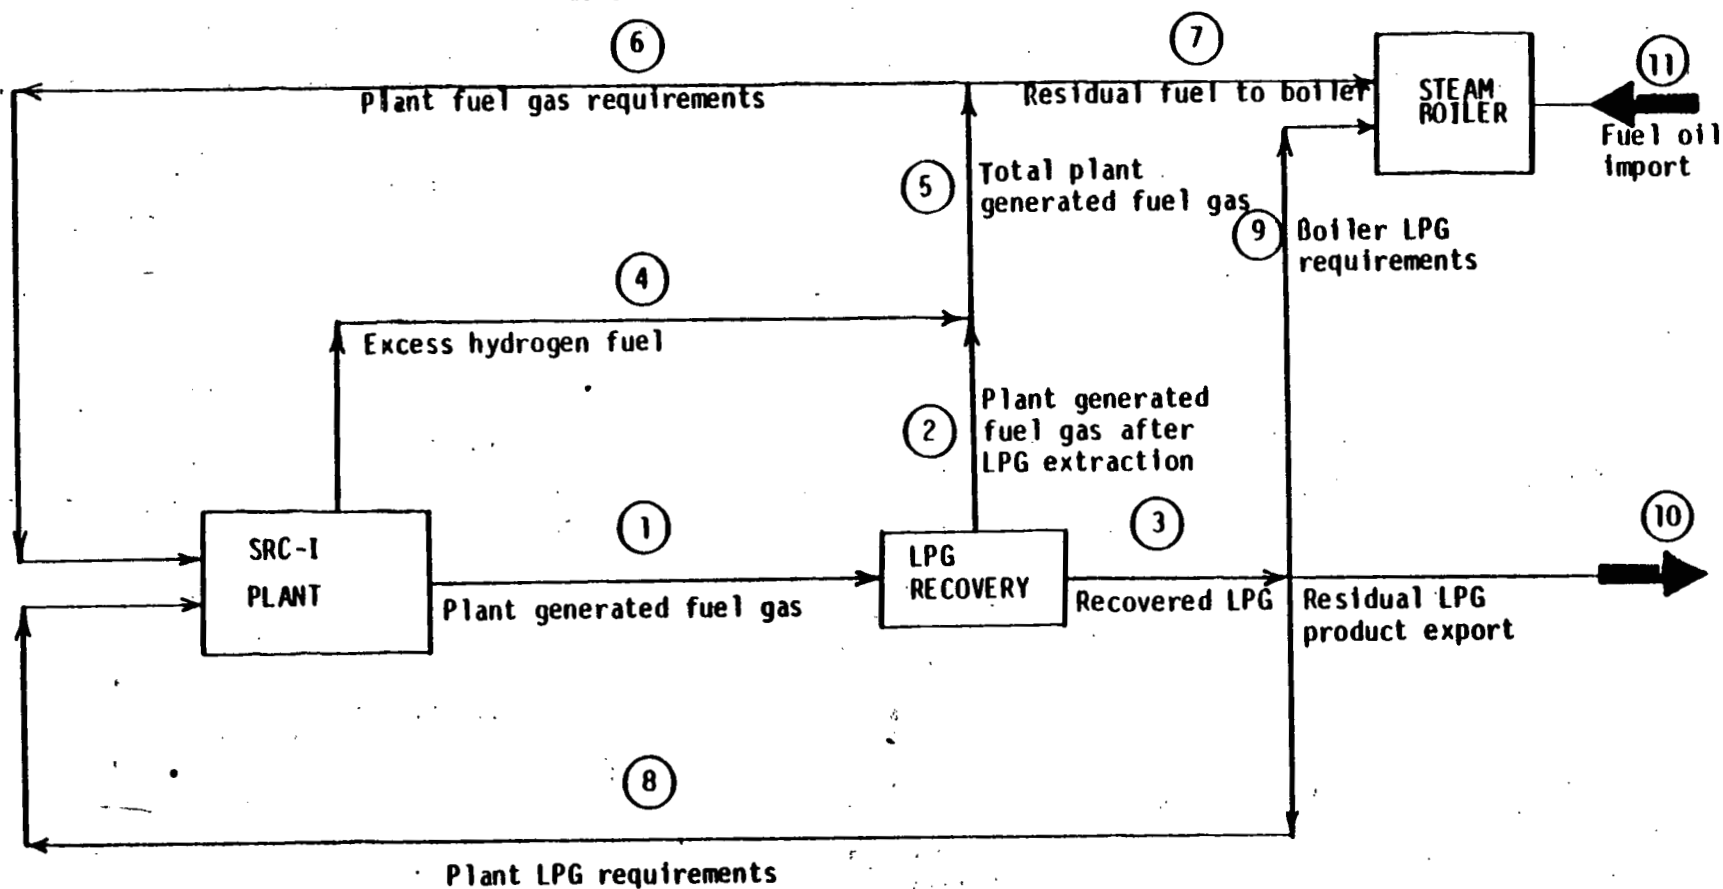 6
7
11
Plant fuel gas requirements
Residual fuel to boiler
STEAM
BOILER
Fuel oil
import
5
Total plant
generated fuel gas
9
Boiler LPG
requirements
4
Excess hydrogen fuel
2
Plant generated
fuel gas after
LPG extraction
SRC-I
PLANT
1
Plant generated fuel gas
LPG
RECOVERY
3
Recovered LPG
10
Residual LPG
product export
8
Plant LPG requirements